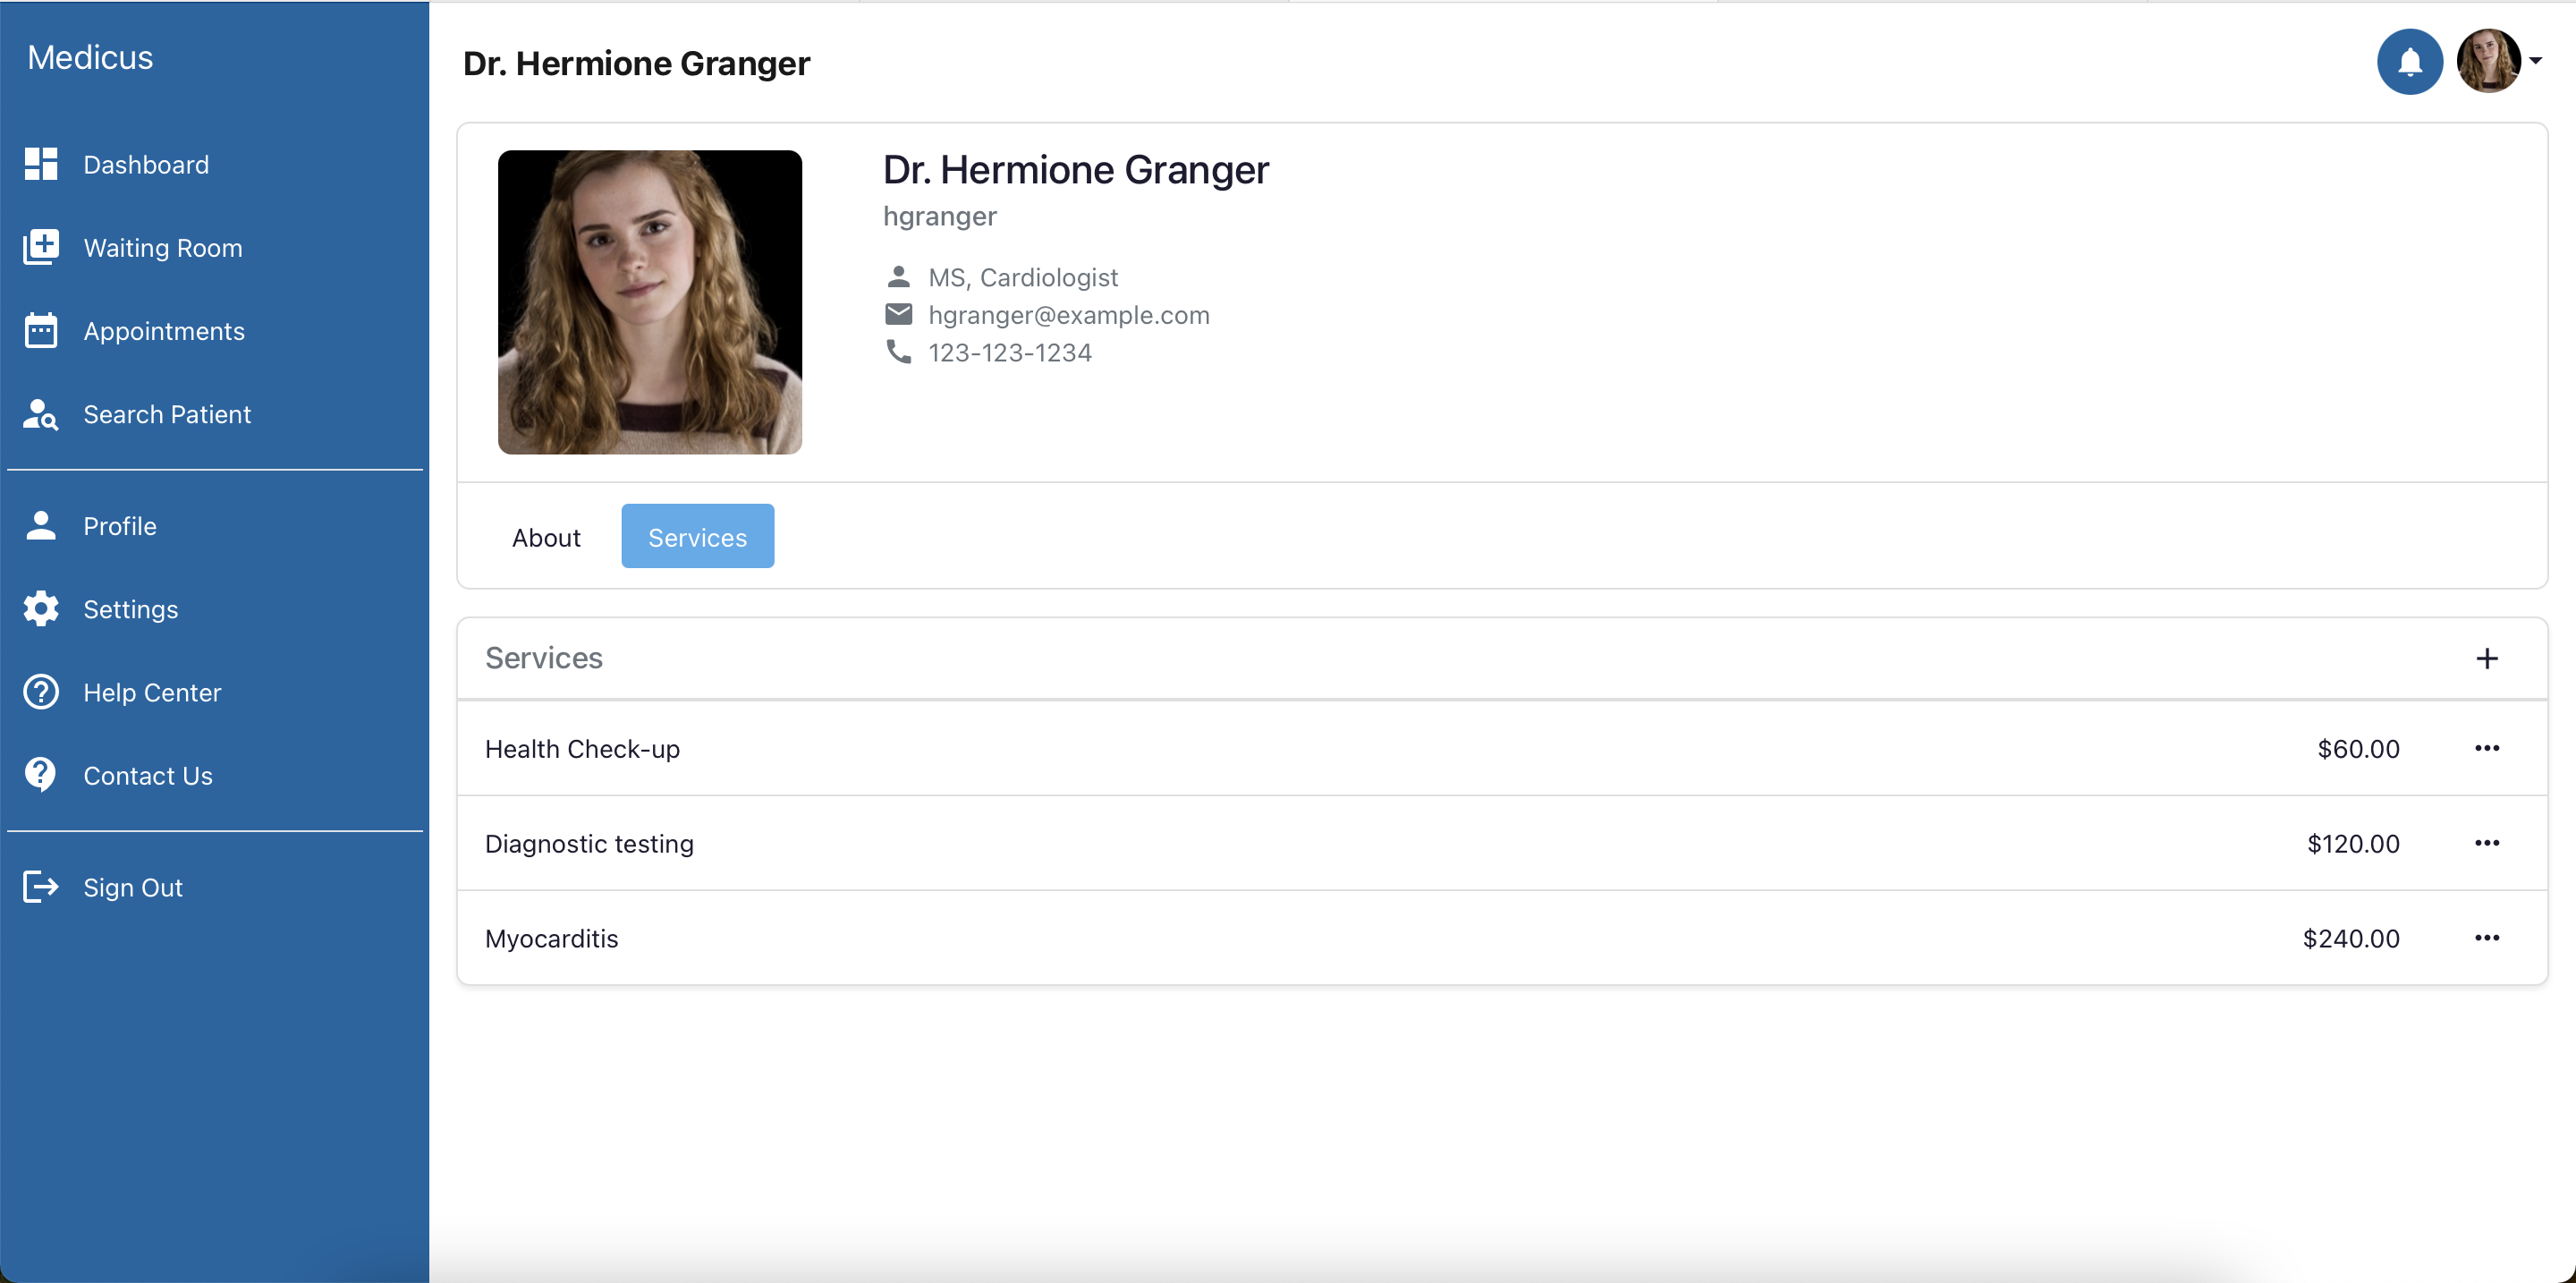 Medicus
Dashboard
Waiting Room
Appointments
Search Patient
Profile
Settings
Help Center
Contact Us
Sign Out
Dr. Hermione Granger
Dr. Hermione Granger
hgranger
MS, Cardiologist
hgranger@example.com
123-123-1234
About Services
Services
Health Check-up $60.00
Diagnostic testing $120.00
Myocarditis $240.00